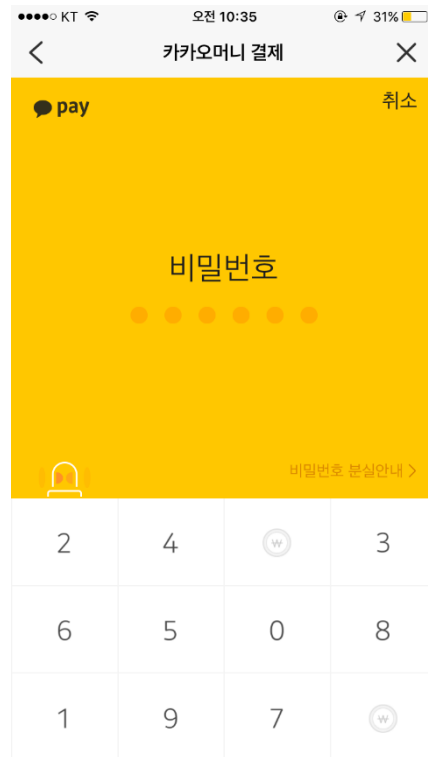 ●●●●○ KT 오전 10:35 31%
카카오머니 결제
pay 취소
비밀번호
비밀번호 분실안내 >
2 4 ₩ 3
6 5 0 8
1 9 7 ₩